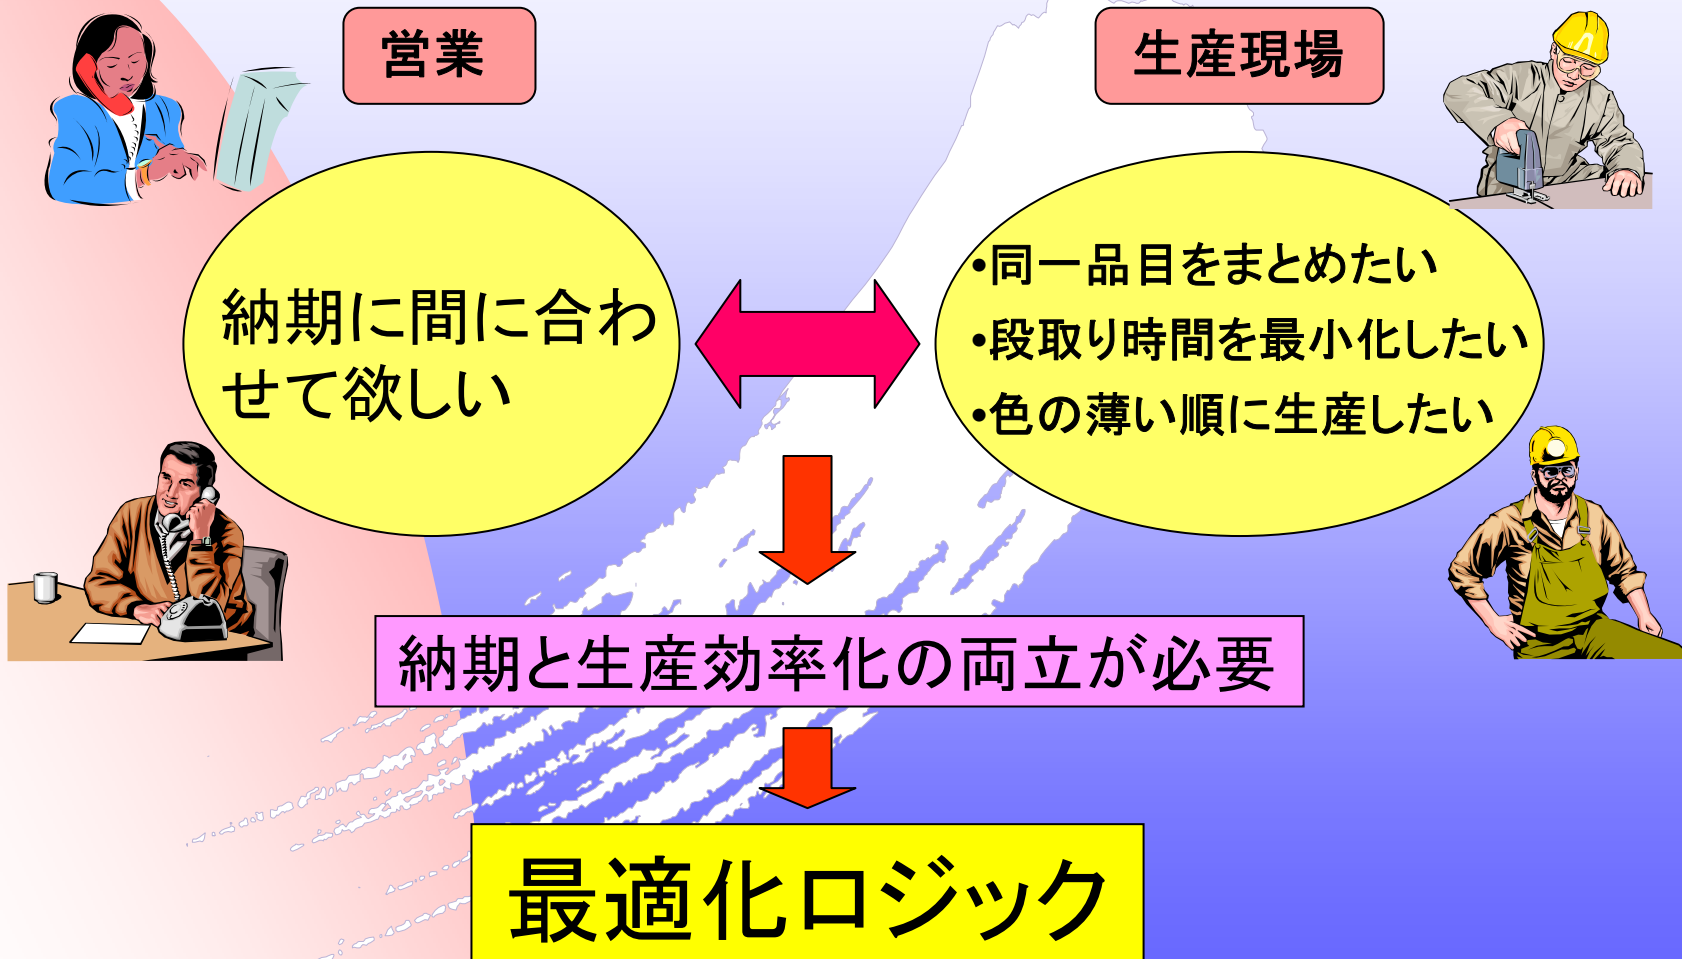 営業
生産現場
納期に間に合わ
せて欲しい
•同一品目をまとめたい
•段取り時間を最小化したい
•色の薄い順に生産したい
納期と生産効率化の両立が必要
最適化ロジック